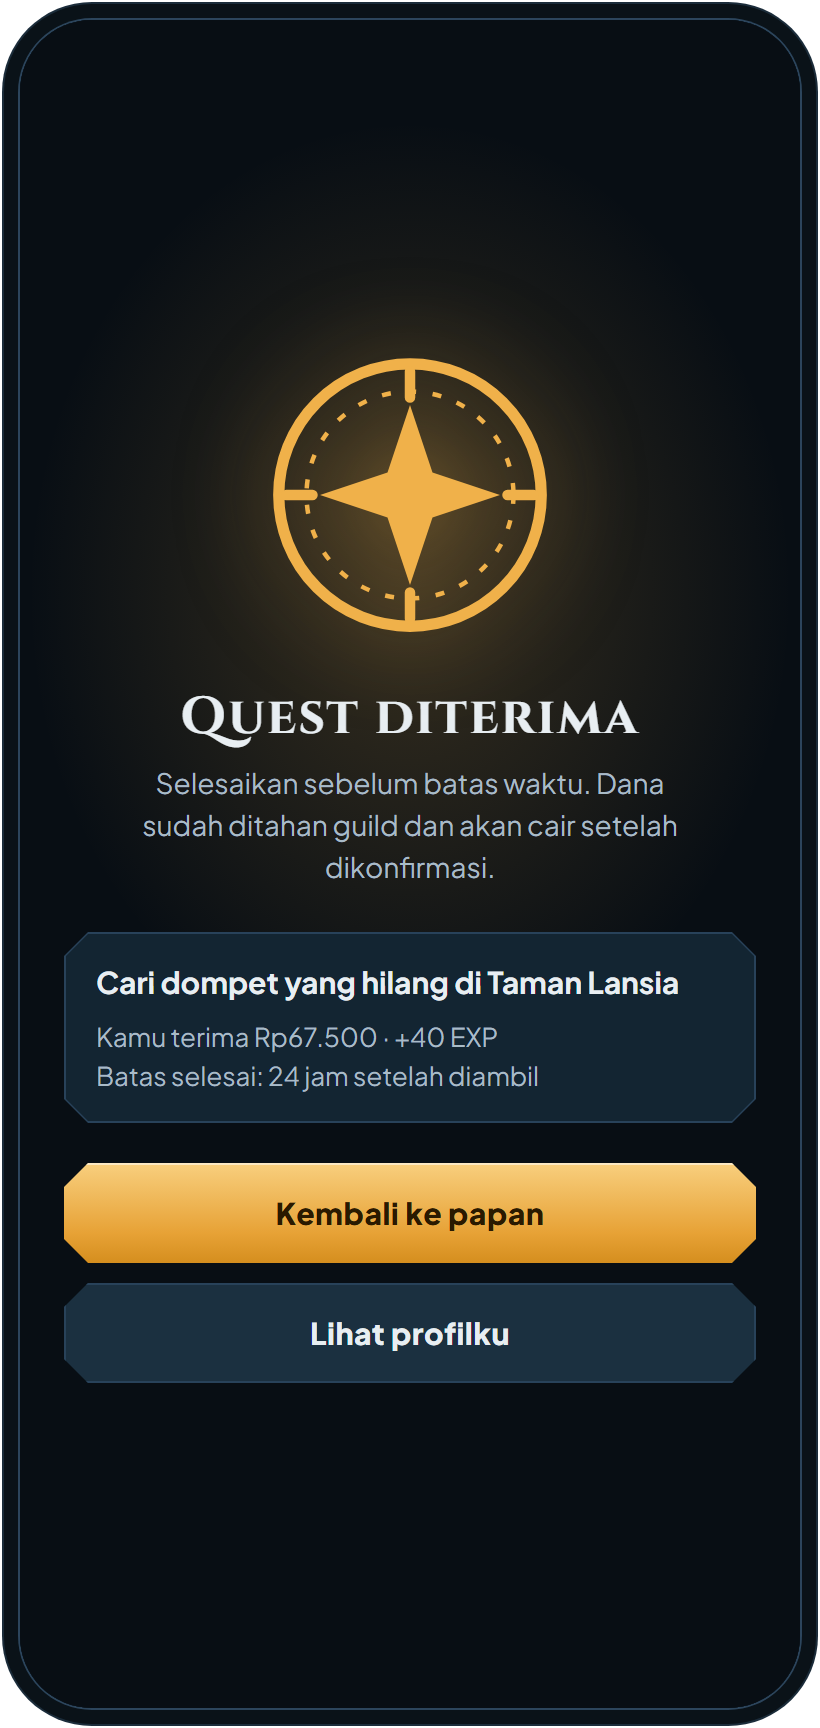 Quest diterima
Selesaikan sebelum batas waktu. Dana
sudah ditahan guild dan akan cair setelah
dikonfirmasi.
Cari dompet yang hilang di Taman Lansia
Kamu terima Rp67.500 · +40 EXP
Batas selesai: 24 jam setelah diambil
Kembali ke papan
Lihat profilku